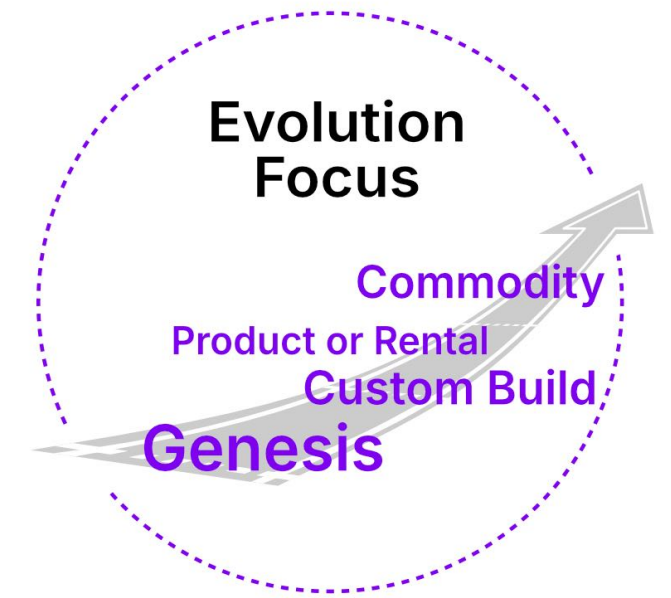 Evolution
Focus
Commodity
Product or Rental
Custom Build
Genesis